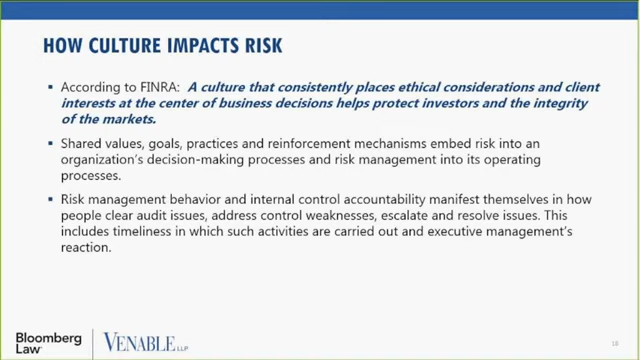 HOW CULTURE IMPACTS RISK
▪ According to FINRA: A culture that consistently places ethical considerations and client
interests at the center of business decisions helps protect investors and the integrity
of the markets.
▪ Shared values, goals, practices and reinforcement mechanisms embed risk into an
organization's decision-making processes and risk management into its operating
processes.
▪ Risk management behavior and internal control accountability manifest themselves in how
people clear audit issues, address control weaknesses, escalate and resolve issues. This
includes timeliness in which such activities are carried out and executive management's
reaction.
Bloomberg
Law
VENABLE LLP
18